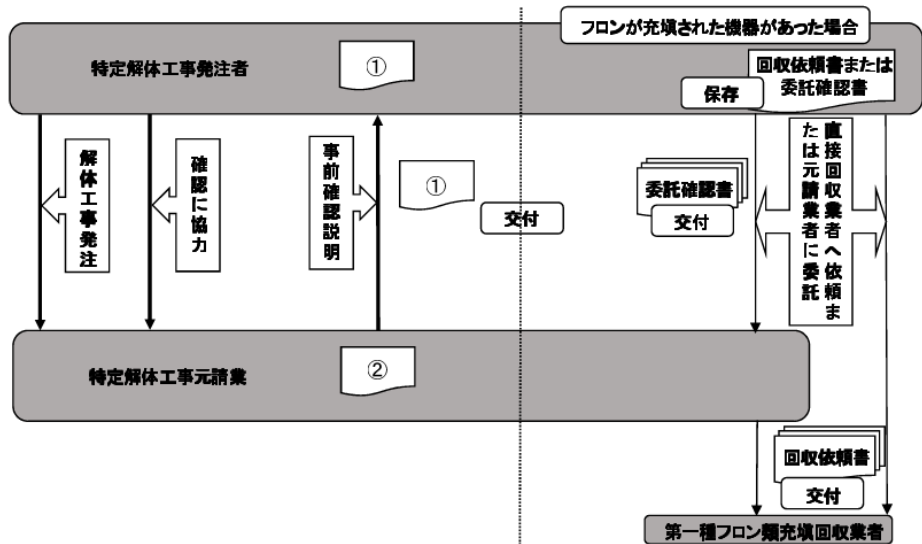 フロンが充填された機器があった場合
特定解体工事発注者
①
回収依頼書または
委託確認書
保存
解体工事発注
確認に協力
事前確認説明
①
交付
委託確認書
交付
直接回収業者へ依頼ま
たは元請業者に委託
特定解体工事元請業
②
回収依頼書
交付
第一種フロン類充填回収業者